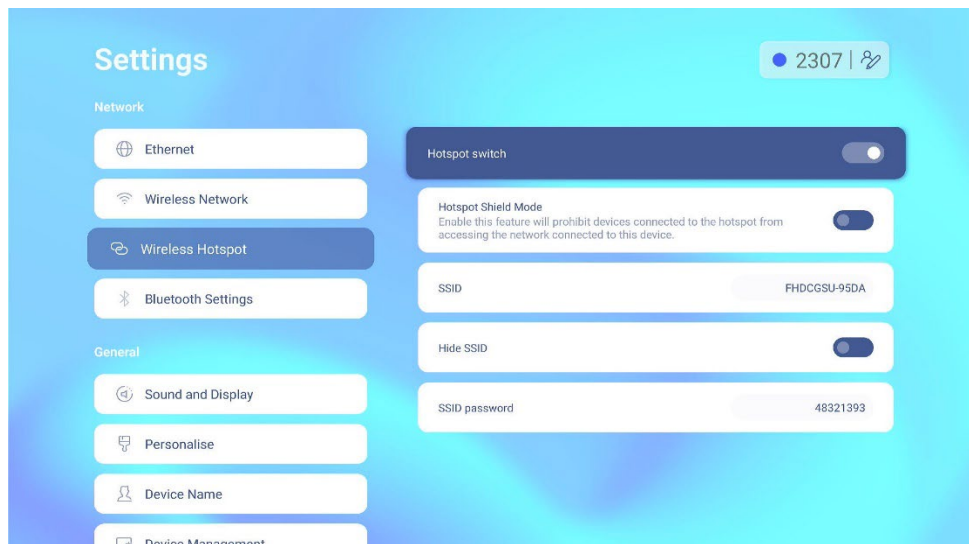 Settings
2307
Network
Ethernet
Wireless Network
Wireless Hotspot
Bluetooth Settings
General
Sound and Display
Personalise
Device Name
Device Management
Hotspot switch
Hotspot Shield Mode
Enable this feature will prohibit devices connected to the hotspot from
accessing the network connected to this device.
SSID
FHDCGSU-95DA
Hide SSID
SSID password
48321393